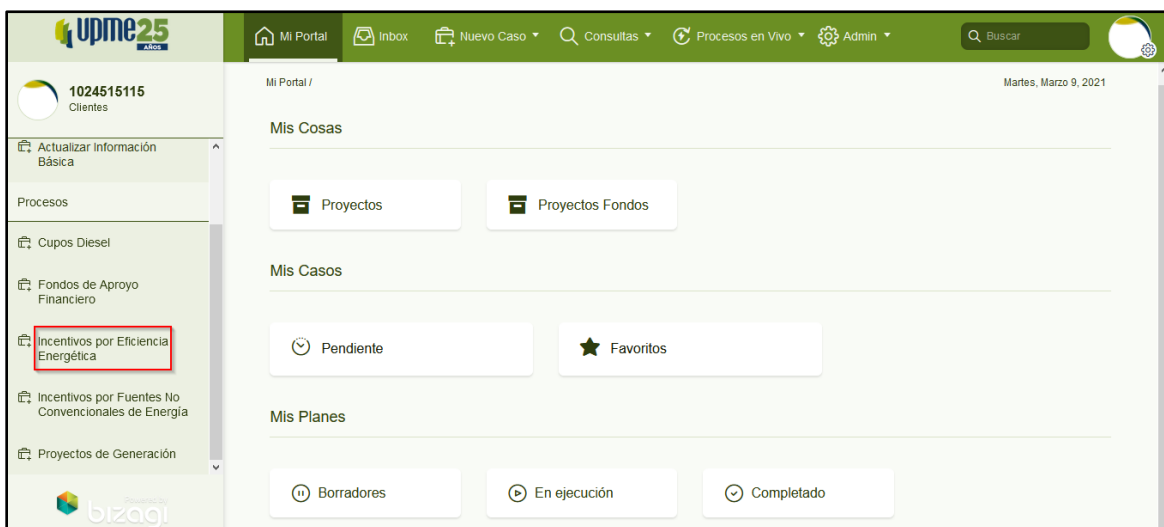 upme25
AÑOS
Mi Portal
Inbox
Nuevo Caso
Consultas
Procesos en Vivo
Admin
Buscar
1024515115
Clientes
Actualizar Información
Básica
Procesos
Cupos Diesel
Fondos de Apoyo
Financiero
Incentivos por Eficiencia
Energética
Incentivos por Fuentes No
Convencionales de Energía
Proyectos de Generación
Powered by
bizagi
Mi Portal /
Martes, Marzo 9, 2021
Mis Cosas
Proyectos
Proyectos Fondos
Mis Casos
Pendiente
Favoritos
Mis Planes
Borradores
En ejecución
Completado